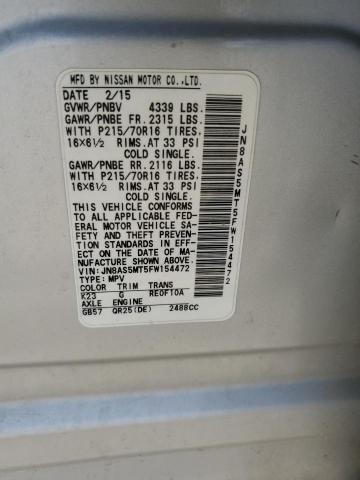 MFD BY NISSAN MOTOR CO.,LTD.
DATE 2/15
GVWR/PNBV 4339 LBS.
GAWR/PNBE FR.2315 LBS.
WITH P215/70R16 TIRES.
16X6½ RIMS.AT 33 PSI
COLD SINGLE.
GAWR/PNBE RR.2116 LBS.
WITH P215/70R16 TIRES.
16X6½ RIMS.AT 33 PSI
COLD SINGLE.
THIS VEHICLE CONFORMS
TO ALL APPLICABLE FED-
ERAL MOTOR VEHICLE SA-
FETY AND THEFT PREVEN-
TION STANDARDS IN EFF-
ECT ON THE DATE OF MA-
NUFACTURE SHOWN ABOVE.
VIN:JN8AS5MT5FW154472
TYPE:MPV
COLOR TRIM TRANS
K23 G RE0F10A
AXLE ENGINE
GB57 QR25(DE) 2488CC
JN8AS5MT5FW154472